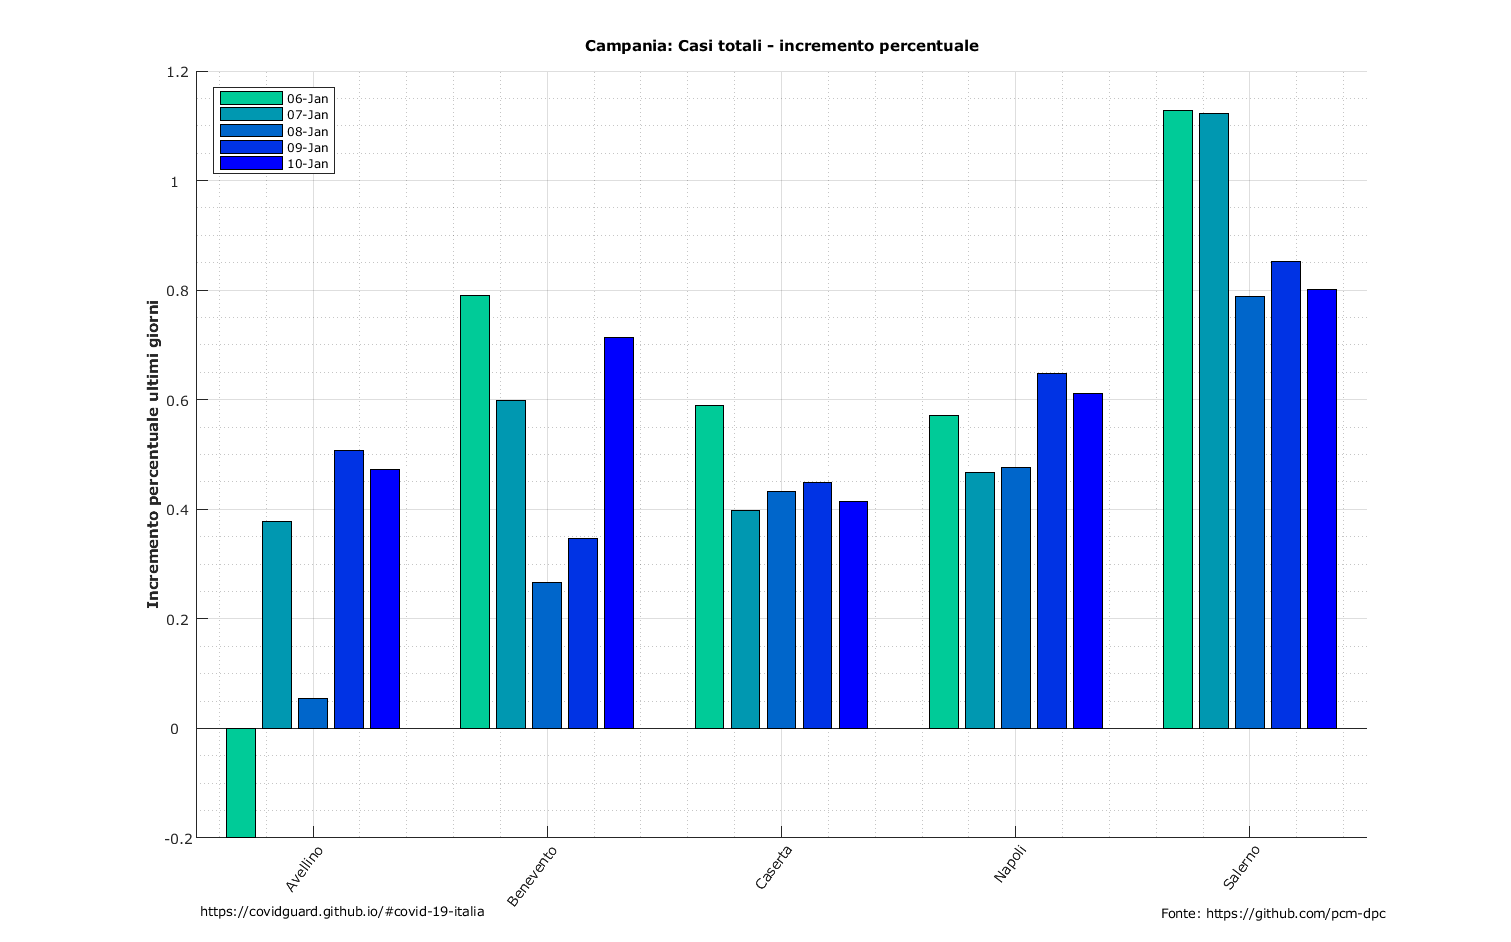 Campania: Casi totali - incremento percentuale
1.2
1
0.8
0.6
0.4
0.2
0
-0.2
Incremento percentuale ultimi giorni
06-Jan
07-Jan
08-Jan
09-Jan
10-Jan
Avellino
Benevento
Caserta
Napoli
Salerno
https://covidguard.github.io/#covid-19-italia
Fonte: https://github.com/pcm-dpc